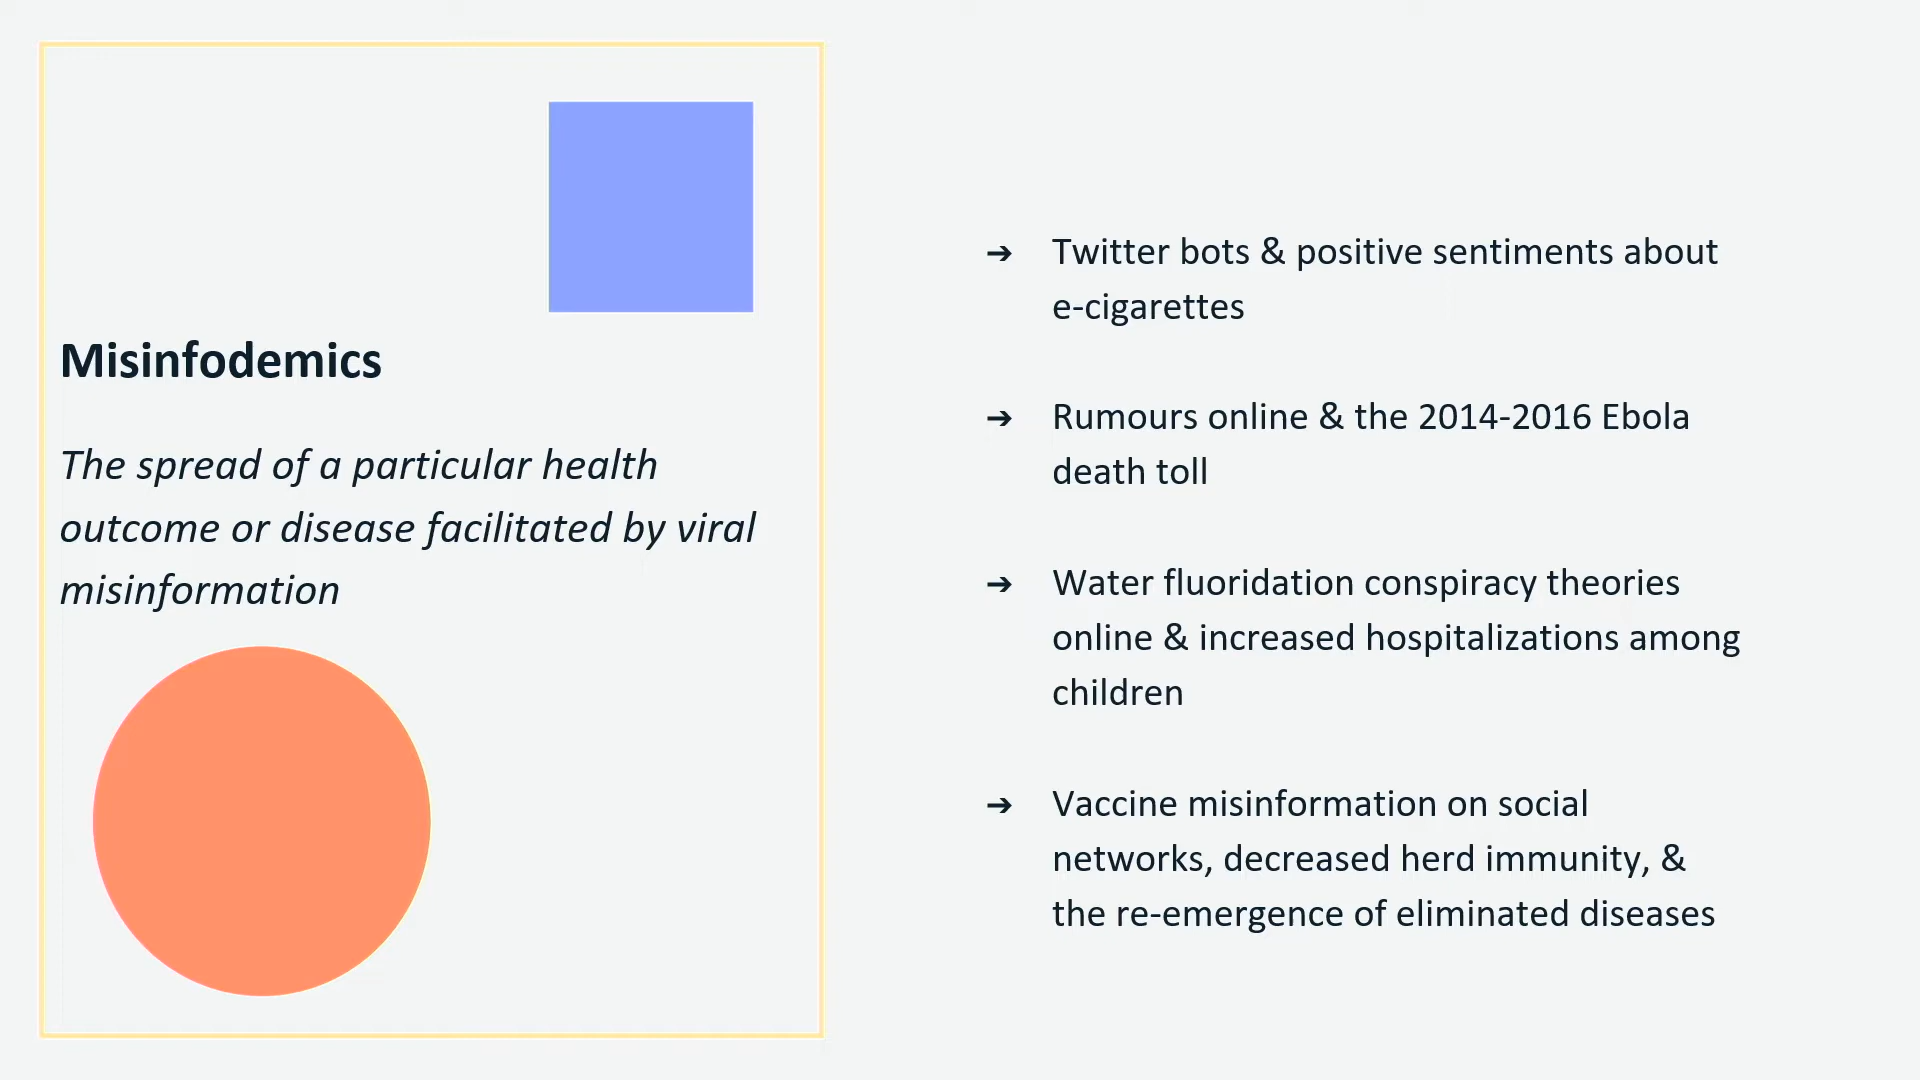 Misinfodemics
The spread of a particular health
outcome or disease facilitated by viral
misinformation
➔ Twitter bots & positive sentiments about
e-cigarettes
➔ Rumours online & the 2014-2016 Ebola
death toll
➔ Water fluoridation conspiracy theories
online & increased hospitalizations among
children
➔ Vaccine misinformation on social
networks, decreased herd immunity, &
the re-emergence of eliminated diseases